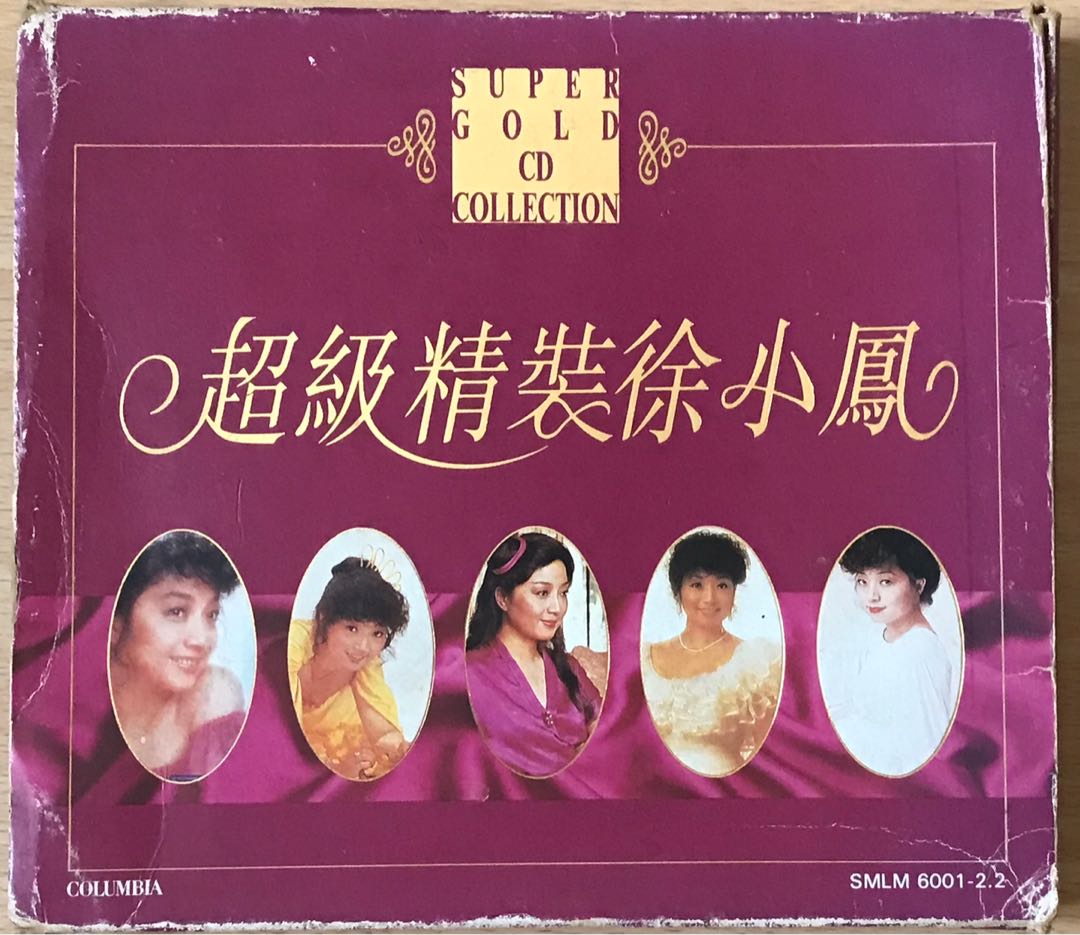 SUPER
GOLD
CD
COLLECTION
超級精裝徐小鳳
COLUMBIA
SMLM 6001-2.2